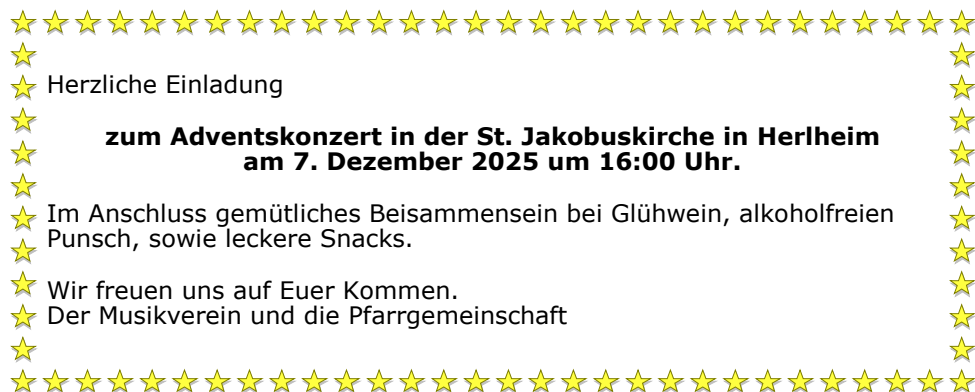 Herzliche Einladung
zum Adventskonzert in der St. Jakobuskirche in Herlheim
am 7. Dezember 2025 um 16:00 Uhr.
Im Anschluss gemütliches Beisammensein bei Glühwein, alkoholfreien
Punsch, sowie leckere Snacks.
Wir freuen uns auf Euer Kommen.
Der Musikverein und die Pfarrgemeinschaft